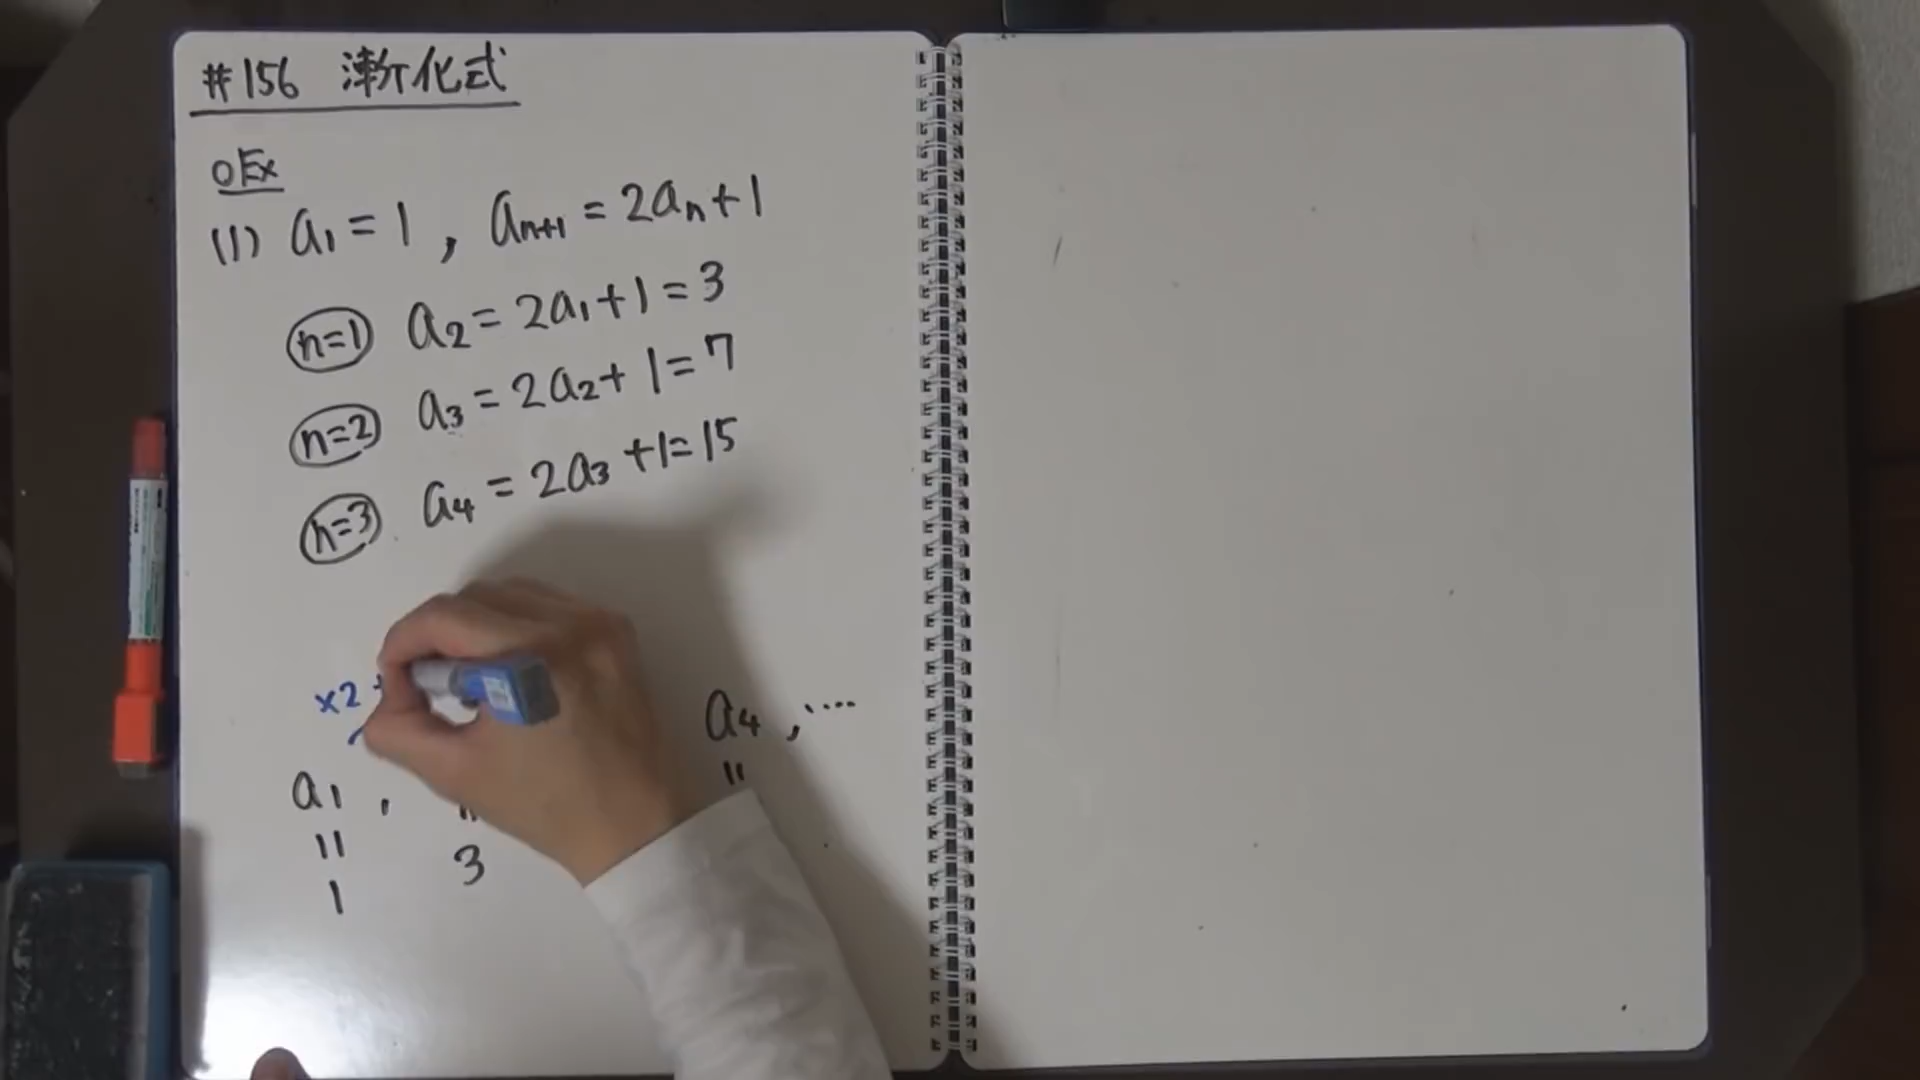 #156 漸化式
○Ex
(1) a₁ = 1 , aₙ₊₁ = 2aₙ + 1
n=1 a₂ = 2a₁ + 1 = 3
n=2 a₃ = 2a₂ + 1 = 7
n=3 a₄ = 2a₃ + 1 = 15
×2
a₁ , a₄ , ····
|| || ||
1 3